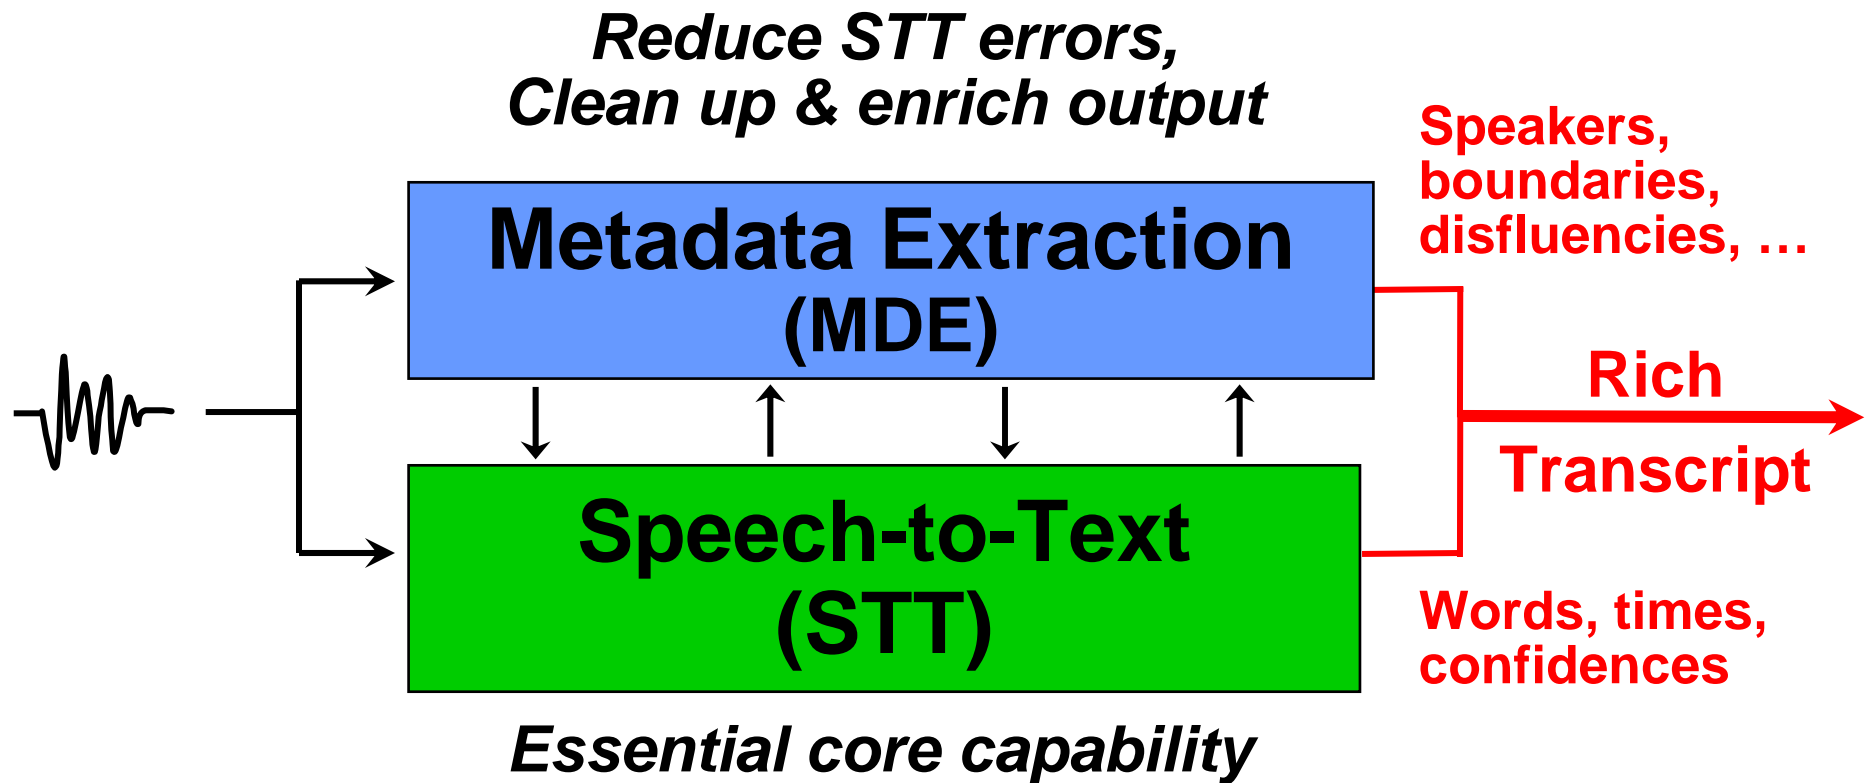 Reduce STT errors,
Clean up & enrich output
Metadata Extraction
(MDE)
Speakers,
boundaries,
disfluencies, …
Rich
Transcript
Speech-to-Text
(STT)
Words, times,
confidences
Essential core capability